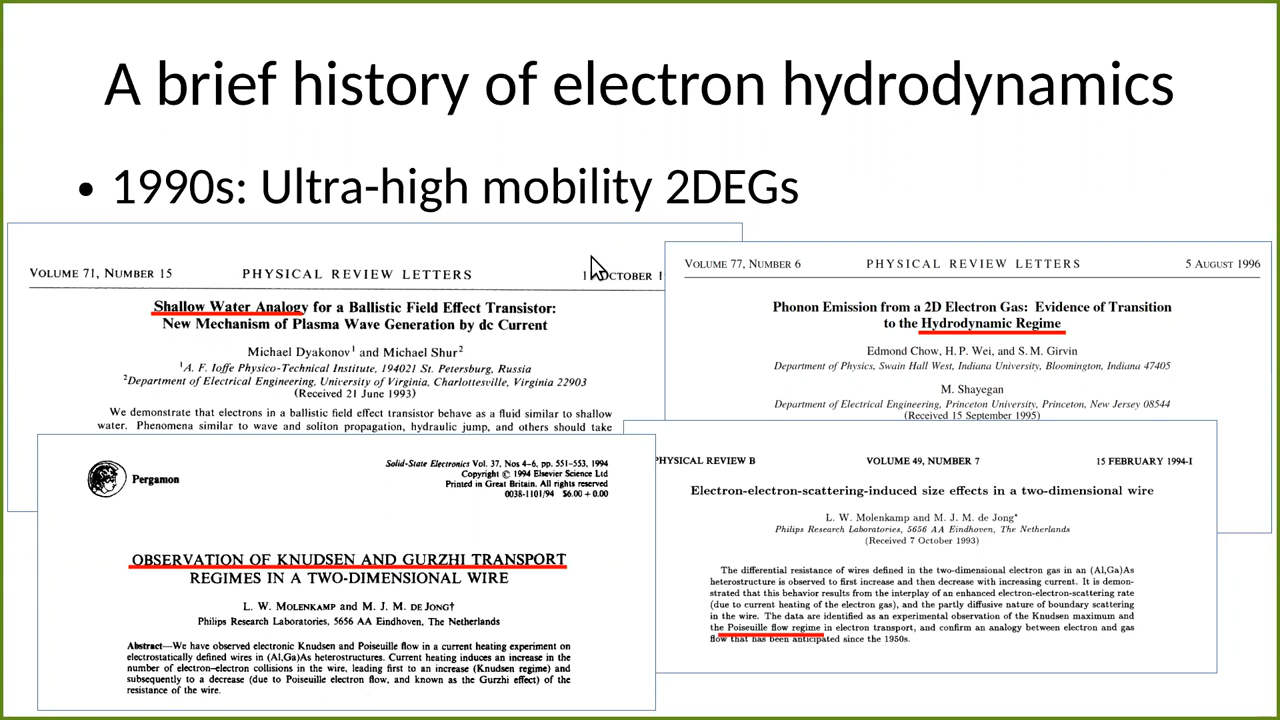 A brief history of electron hydrodynamics
• 1990s: Ultra-high mobility 2DEGs
VOLUME 71, NUMBER 15 PHYSICAL REVIEW LETTERS OCTOBER
Shallow Water Analogy for a Ballistic Field Effect Transistor:
New Mechanism of Plasma Wave Generation by dc Current
Michael Dyakonov¹ and Michael Shur²
¹A. F. Ioffe Physico-Technical Institute, 194021 St. Petersburg, Russia
²Department of Electrical Engineering, University of Virginia, Charlottesville, Virginia 22903
(Received 21 June 1993)
We demonstrate that electrons in a ballistic field effect transistor behave as a fluid similar to shallow
water. Phenomena similar to wave and soliton propagation, hydraulic jump, and others should take
VOLUME 77, NUMBER 6 PHYSICAL REVIEW LETTERS 5 AUGUST 1996
Phonon Emission from a 2D Electron Gas: Evidence of Transition
to the Hydrodynamic Regime
Edmond Chow, H. P. Wei, and S. M. Girvin
Department of Physics, Swain Hall West, Indiana University, Bloomington, Indiana 47405
M. Shayegan
Department of Electrical Engineering, Princeton University, Princeton, New Jersey 08544
(Received 15 September 1995)
Pergamon
Solid-State Electronics Vol. 37, Nos 4–6, pp. 551–553, 1994
Copyright © 1994 Elsevier Science Ltd
Printed in Great Britain. All rights reserved
0038-1101/94 $6.00 + 0.00
OBSERVATION OF KNUDSEN AND GURZHI TRANSPORT
REGIMES IN A TWO-DIMENSIONAL WIRE
L. W. MOLENKAMP and M. J. M. DE JONG†
Philips Research Laboratories, 5656 AA Eindhoven, The Netherlands
Abstract—We have observed electronic Knudsen and Poiseuille flow in a current heating experiment on
electrostatically defined wires in (Al,Ga)As heterostructures. Current heating induces an increase in the
number of electron–electron collisions in the wire, leading first to an increase (Knudsen regime) and
subsequently to a decrease (due to Poiseuille electron flow, and known as the Gurzhi effect) of the
resistance of the wire.
PHYSICAL REVIEW B VOLUME 49, NUMBER 7 15 FEBRUARY 1994-I
Electron-electron-scattering-induced size effects in a two-dimensional wire
L. W. Molenkamp and M. J. M. de Jong*
Philips Research Laboratories, 5656 AA Eindhoven, The Netherlands
(Received 7 October 1993)
The differential resistance of wires defined in the two-dimensional electron gas in an (Al,Ga)As
heterostructure is observed to first increase and then decrease with increasing current. It is demon-
strated that this behavior results from the interplay of an enhanced electron-electron-scattering rate
(due to current heating of the electron gas), and the partly diffusive nature of boundary scattering
in the wire. The data are identified as an experimental observation of the Knudsen maximum and
the Poiseuille flow regime in electron transport, and confirm an analogy between electron and gas
flow that has been anticipated since the 1950s.